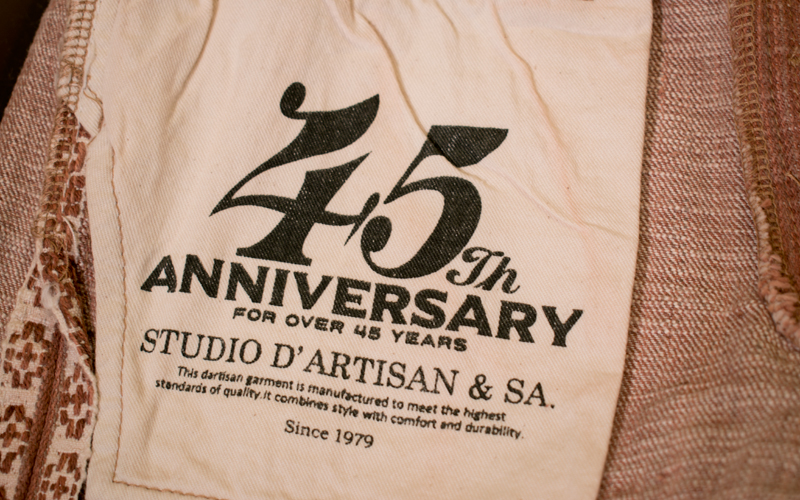 45Th
ANNIVERSARY
FOR OVER 45 YEARS
STUDIO D'ARTISAN & SA.
This dartisan garment is manufactured to meet the highest
standards of quality.it combines style with comfort and durability.
Since 1979